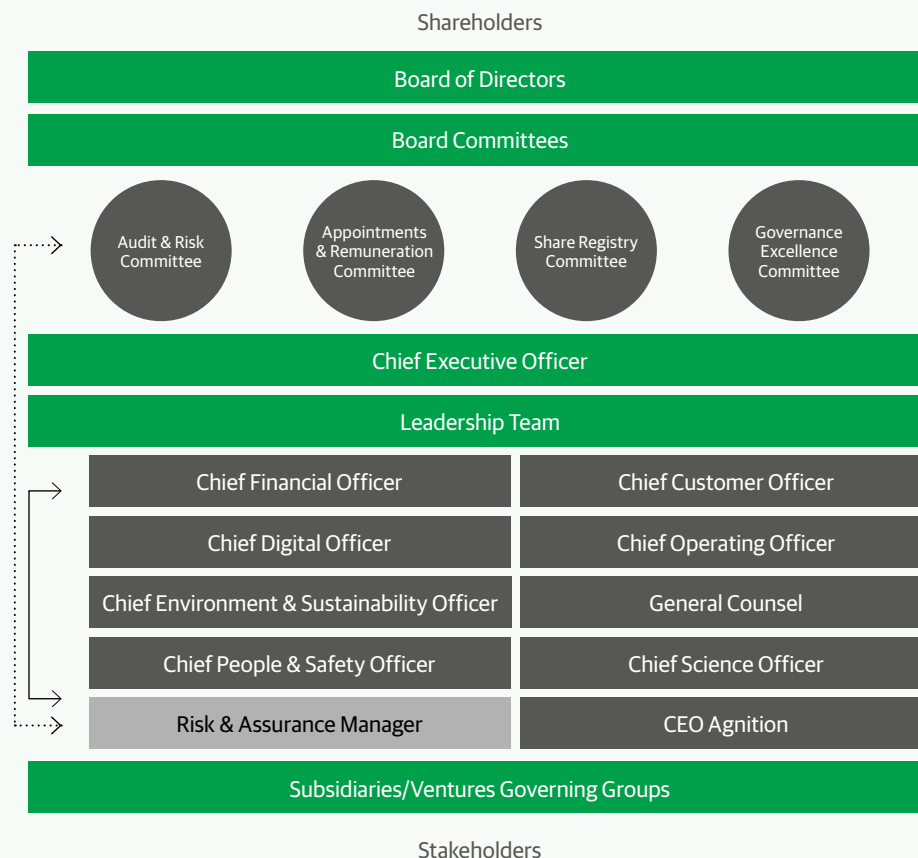 Shareholders
Board of Directors
Board Committees
Audit & Risk
Committee
Appointments
& Remuneration
Committee
Share Registry
Committee
Governance
Excellence
Committee
Chief Executive Officer
Leadership Team
Chief Financial Officer
Chief Customer Officer
Chief Digital Officer
Chief Operating Officer
Chief Environment & Sustainability Officer
General Counsel
Chief People & Safety Officer
Chief Science Officer
Risk & Assurance Manager
CEO Agnition
Subsidiaries/Ventures Governing Groups
Stakeholders